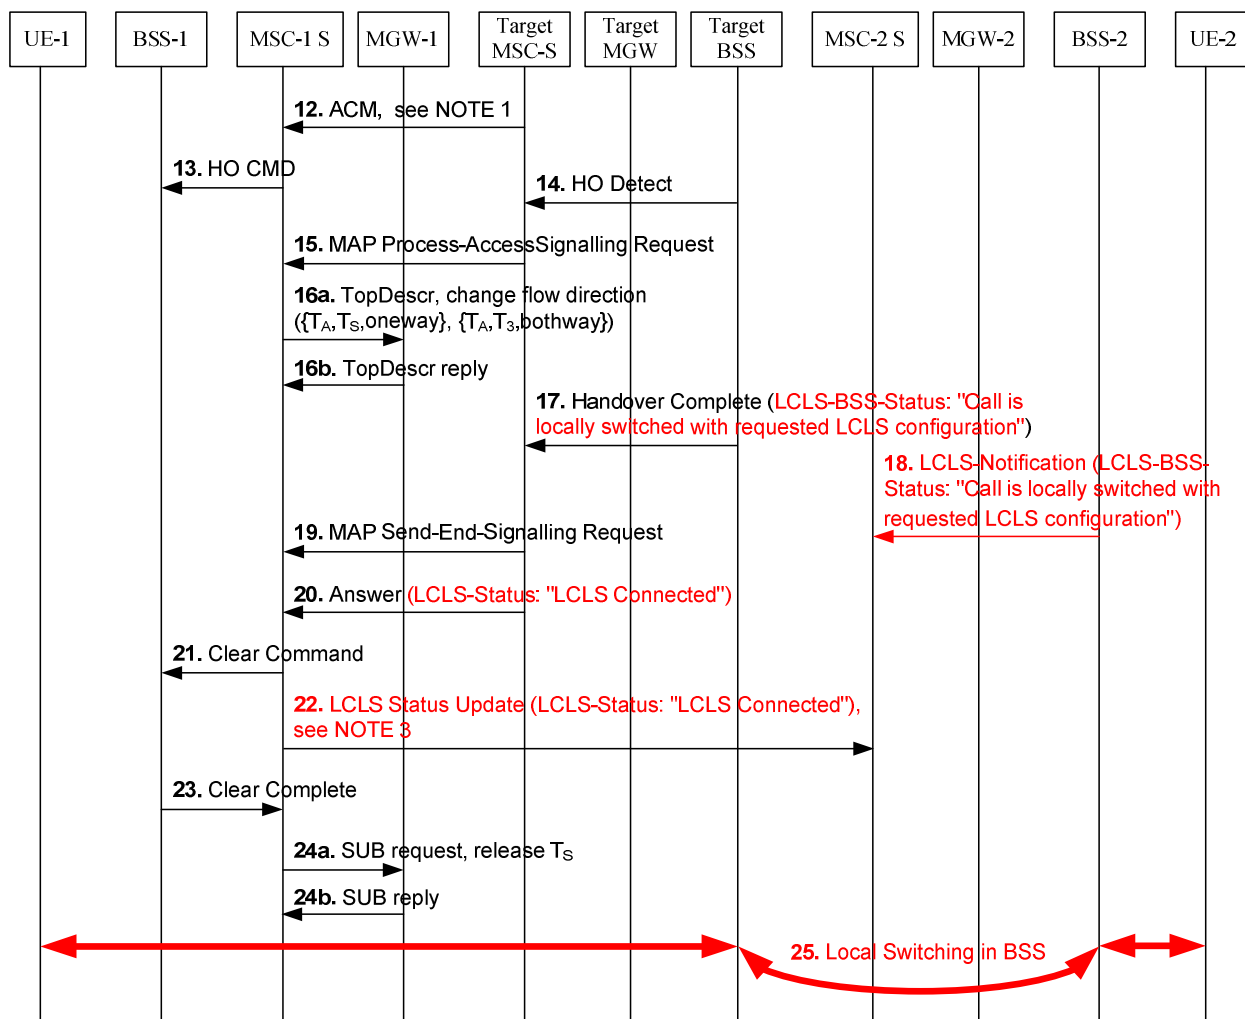 UE-1
BSS-1
MSC-1 S
MGW-1
Target
MSC-S
Target
MGW
Target
BSS
MSC-2 S
MGW-2
BSS-2
UE-2
12. ACM, see NOTE 1
13. HO CMD
14. HO Detect
15. MAP Process-AccessSignalling Request
16a. TopDescr, change flow direction
({TA,TS,oneway}, {TA,T3,bothway})
16b. TopDescr reply
17. Handover Complete (LCLS-BSS-Status: "Call is
locally switched with requested LCLS configuration")
18. LCLS-Notification (LCLS-BSS-
Status: "Call is locally switched with
requested LCLS configuration")
19. MAP Send-End-Signalling Request
20. Answer (LCLS-Status: "LCLS Connected")
21. Clear Command
22. LCLS Status Update (LCLS-Status: "LCLS Connected"),
see NOTE 3
23. Clear Complete
24a. SUB request, release TS
24b. SUB reply
25. Local Switching in BSS